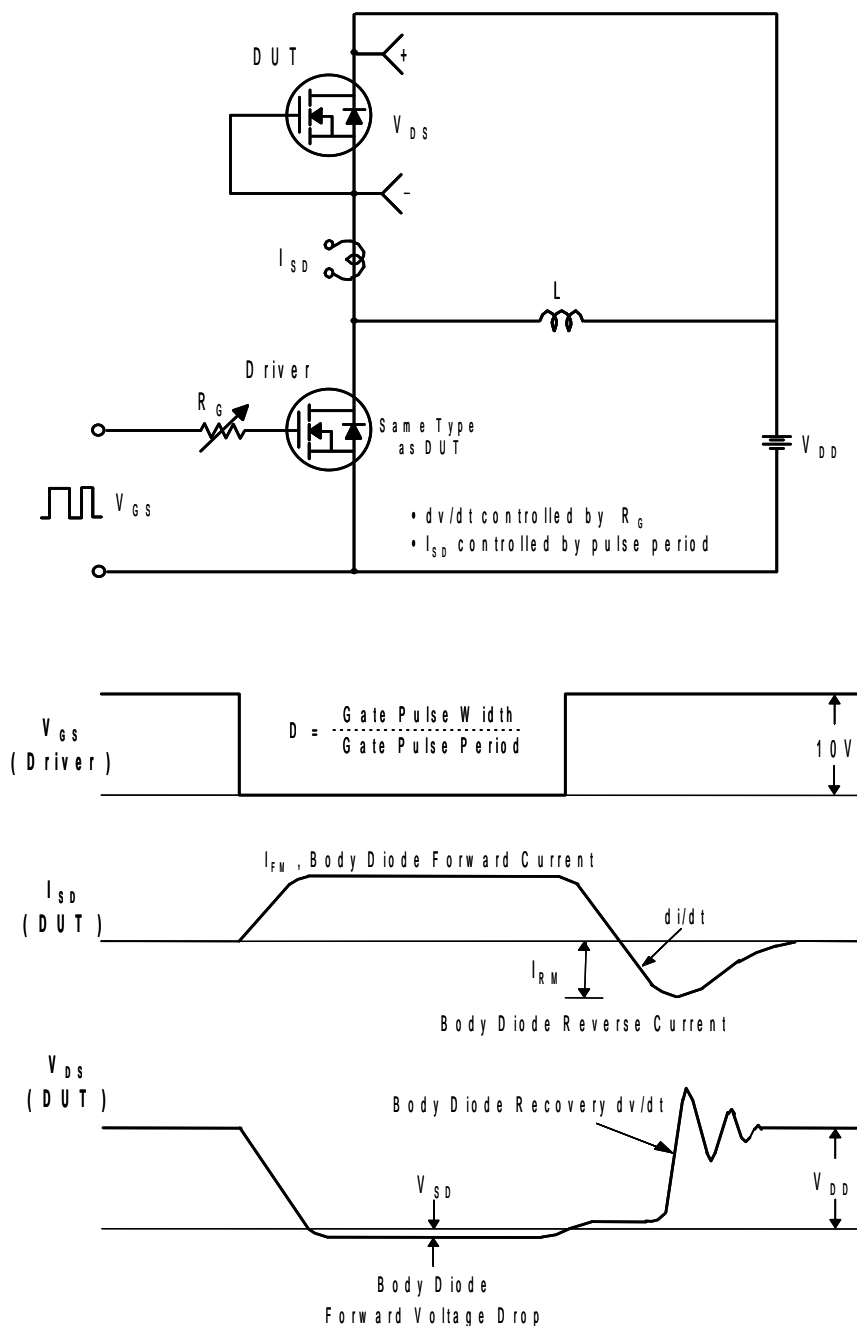 +
DUT
VDS
–
ISD
L
Driver
RG
Same Type
as DUT
VDD
VGS
• dv/dt controlled by RG
• ISD controlled by pulse period
VGS
(Driver)
D = Gate Pulse Width
Gate Pulse Period
10V
IFM , Body Diode Forward Current
ISD
(DUT)
di/dt
IRM
Body Diode Reverse Current
VDS
(DUT)
Body Diode Recovery dv/dt
VSD
VDD
Body Diode
Forward Voltage Drop